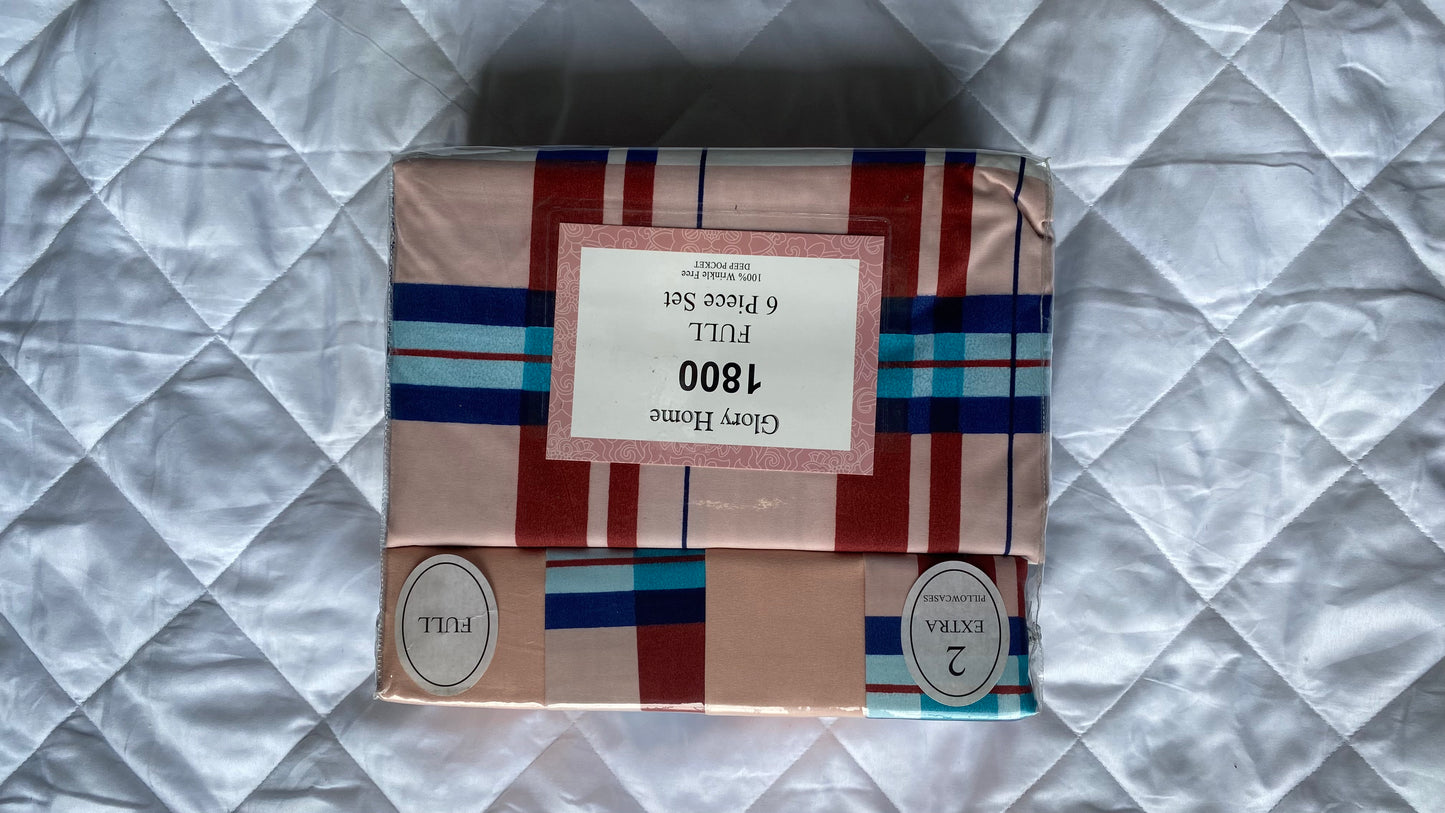 Glory Home
1800
FULL
6 Piece Set
100% Wrinkle Free
DEEP POCKET
2
EXTRA
PILLOWCASES
FULL